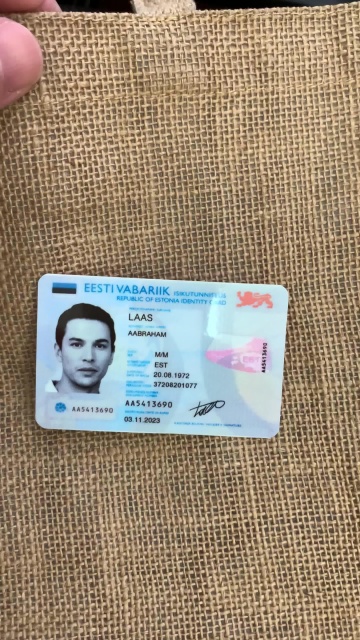 EESTI VABARIIK ISIKUTUNNISTUS
REPUBLIC OF ESTONIA IDENTITY CARD
LAAS
AABRAHAM
M/M
EST
20.08.1972
37208201077
AA5413690
03.11.2023
AA5413690
AA5413690